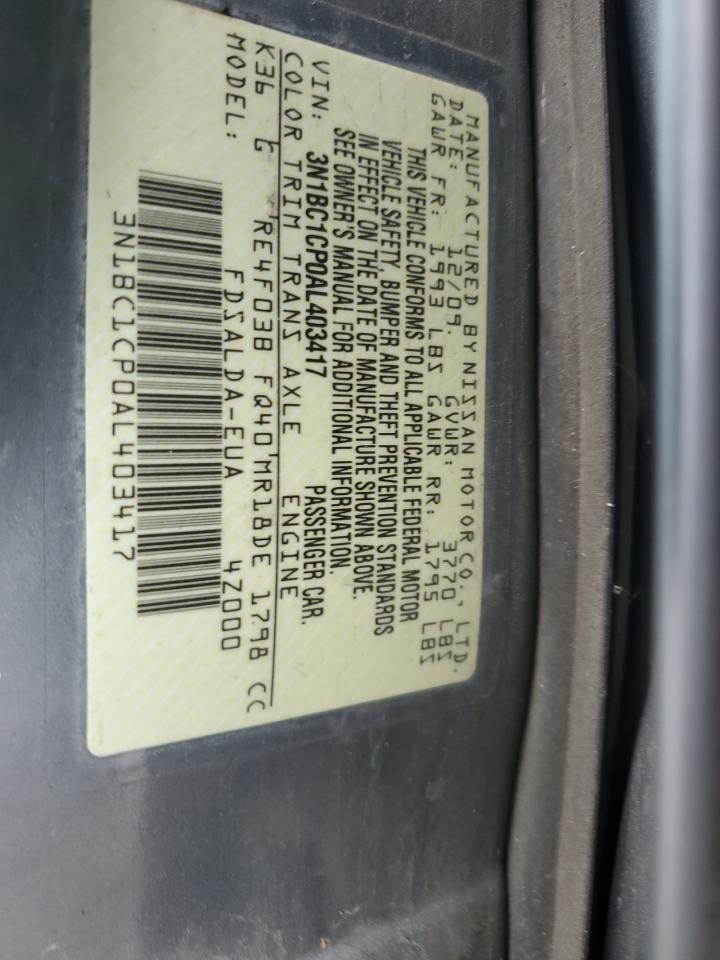 MANUFACTURED BY NISSAN MOTOR CO., LTD.
DATE: 12/09. GVWR: 3770 LBS
GAWR FR: 1993 LBS GAWR RR: 1795 LBS
THIS VEHICLE CONFORMS TO ALL APPLICABLE FEDERAL MOTOR
VEHICLE SAFETY, BUMPER AND THEFT PREVENTION STANDARDS
IN EFFECT ON THE DATE OF MANUFACTURE SHOWN ABOVE.
SEE OWNER'S MANUAL FOR ADDITIONAL INFORMATION.
VIN: 3N1BC1CP0AL403417 PASSENGER CAR.
COLOR TRIM TRANS AXLE ENGINE
K36 G RE4F03B FQ40 MR18DE 1798 CC
MODEL: FDSALDA-EUA 4Z000
3N1BC1CP0AL403417